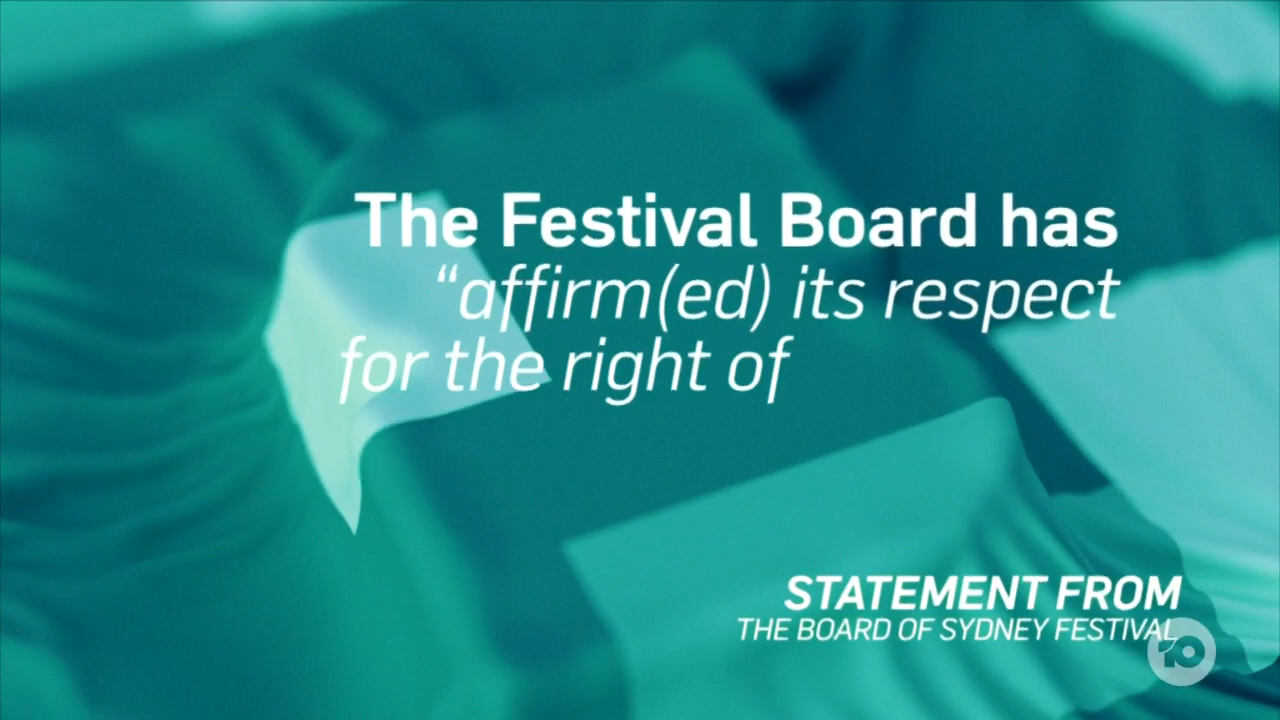 The Festival Board has
“affirm(ed) its respect
for the right of
STATEMENT FROM
THE BOARD OF SYDNEY FESTIVAL
10